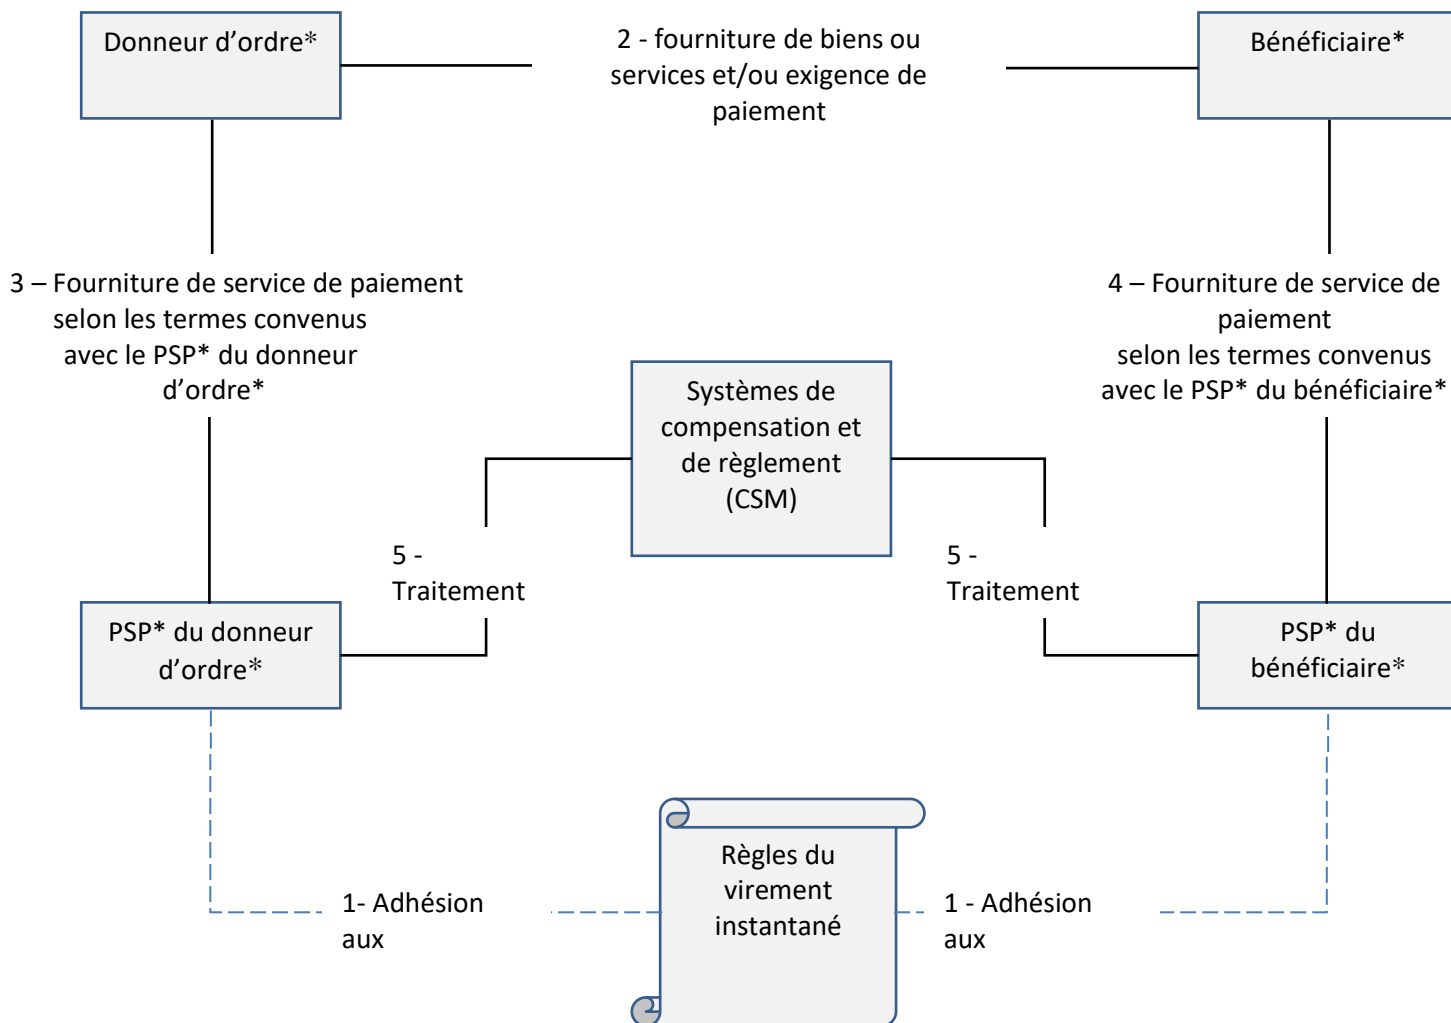 Donneur d’ordre*
2 - fourniture de biens ou
services et/ou exigence de
paiement
Bénéficiaire*
3 – Fourniture de service de paiement
selon les termes convenus
avec le PSP* du donneur
d’ordre*
4 – Fourniture de service de
paiement
selon les termes convenus
avec le PSP* du bénéficiaire*
Systèmes de
compensation et
de règlement
(CSM)
5 -
Traitement
5 -
Traitement
PSP* du donneur
d’ordre*
PSP* du
bénéficiaire*
Règles du
virement
instantané
1- Adhésion
aux
1 - Adhésion
aux